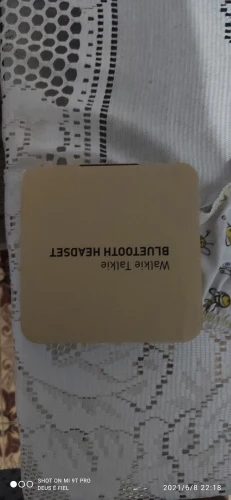 Walkie Talkie
BLUETOOTH HEADSET
SHOT ON MI 9T PRO
DEUS É FIEL
2021/6/8 22:18